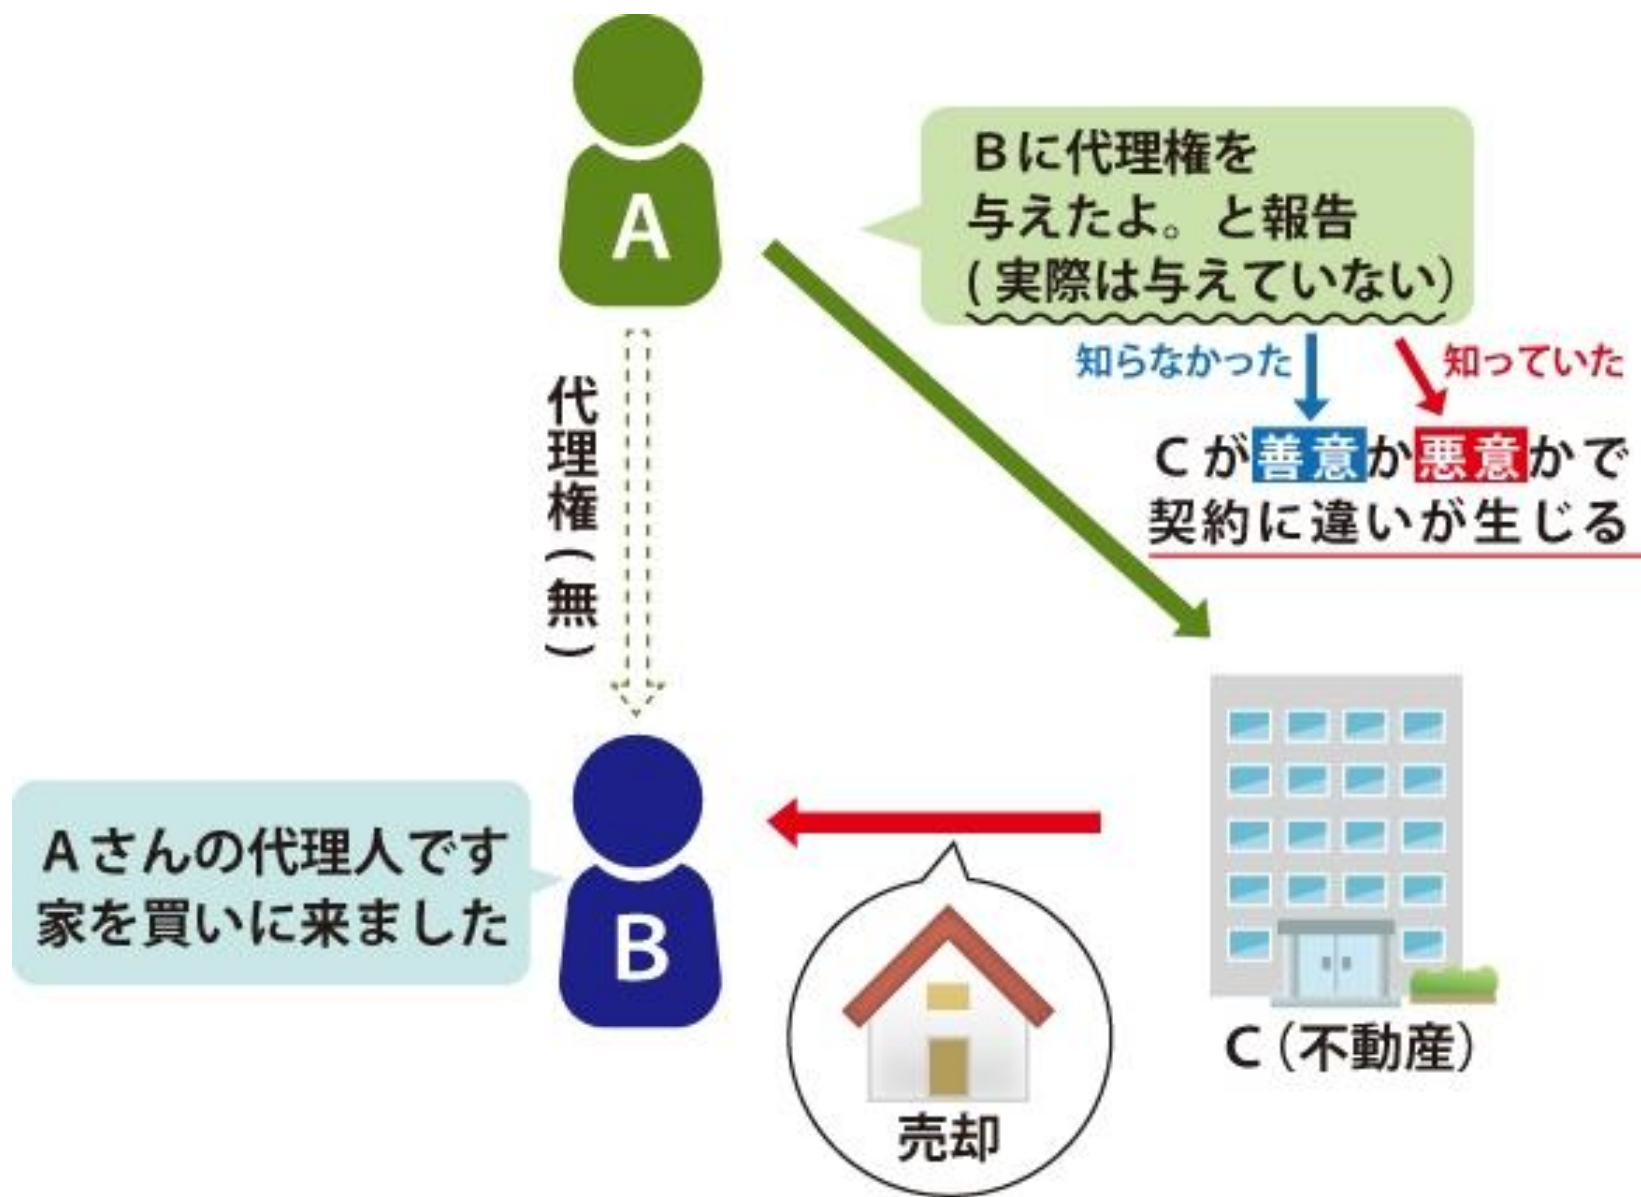 A
Bに代理権を
与えたよ。と報告
(実際は与えていない)
知らなかった
知っていた
Cが善意か悪意かで
契約に違いが生じる
代理権(無)
Aさんの代理人です
家を買いに来ました
B
売却
C(不動産)